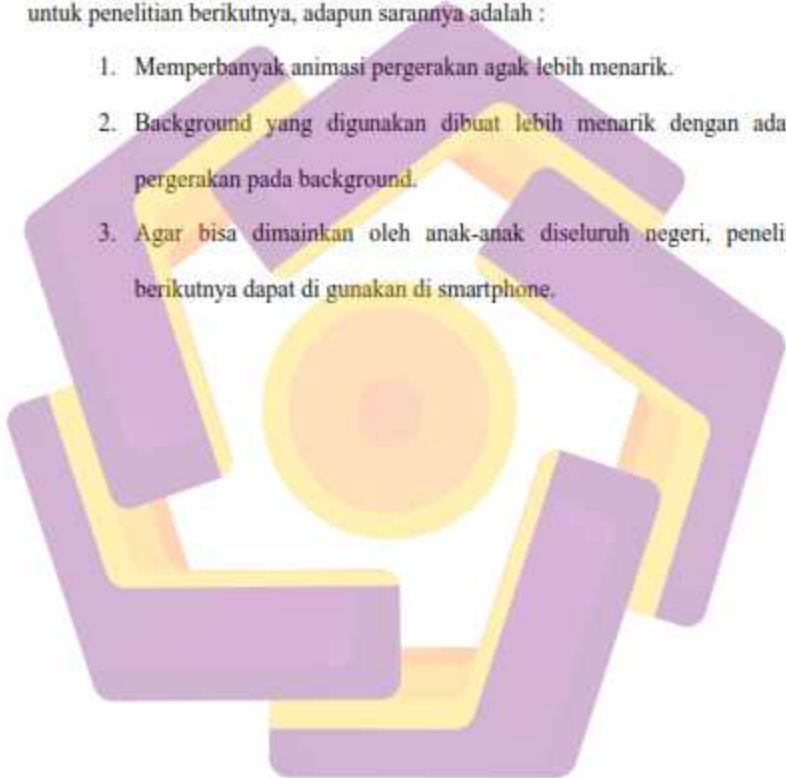 untuk penelitian berikutnya, adapun sarannya adalah :
1. Memperbanyak animasi pergerakan agak lebih menarik.
2. Background yang digunakan dibuat lebih menarik dengan ada
pergerakan pada background.
3. Agar bisa dimainkan oleh anak-anak diseluruh negeri, penelit
berikutnya dapat di gunakan di smartphone.